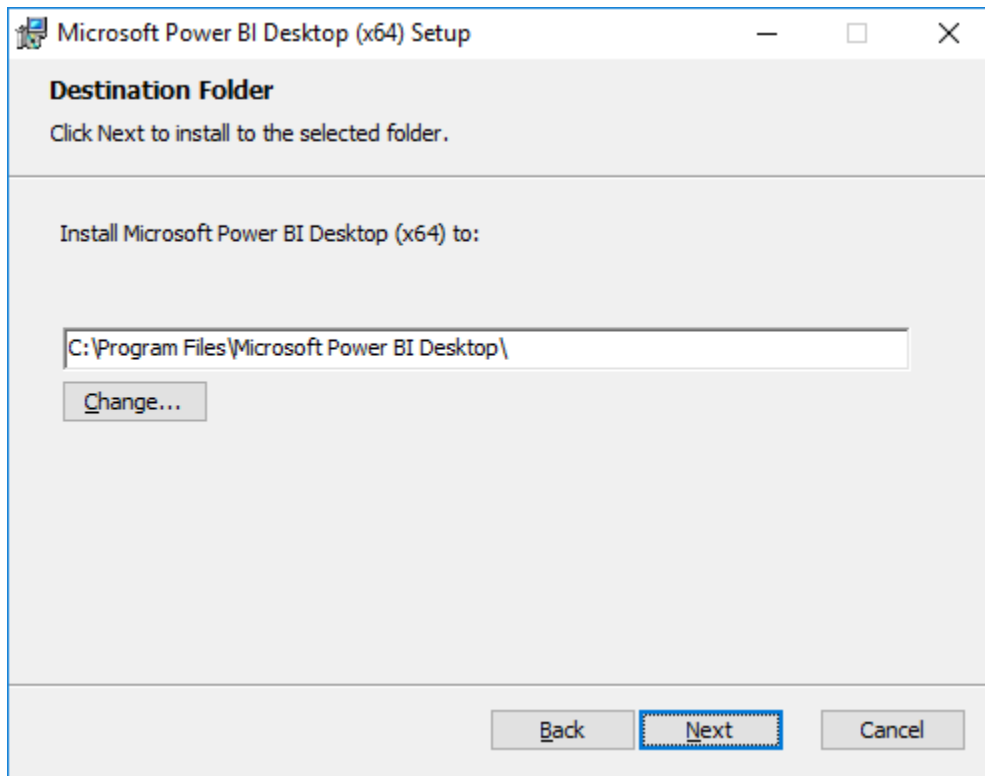 Microsoft Power BI Desktop (x64) Setup
Destination Folder
Click Next to install to the selected folder.
Install Microsoft Power BI Desktop (x64) to:
C:\Program Files\Microsoft Power BI Desktop\
Change...
Back Next Cancel